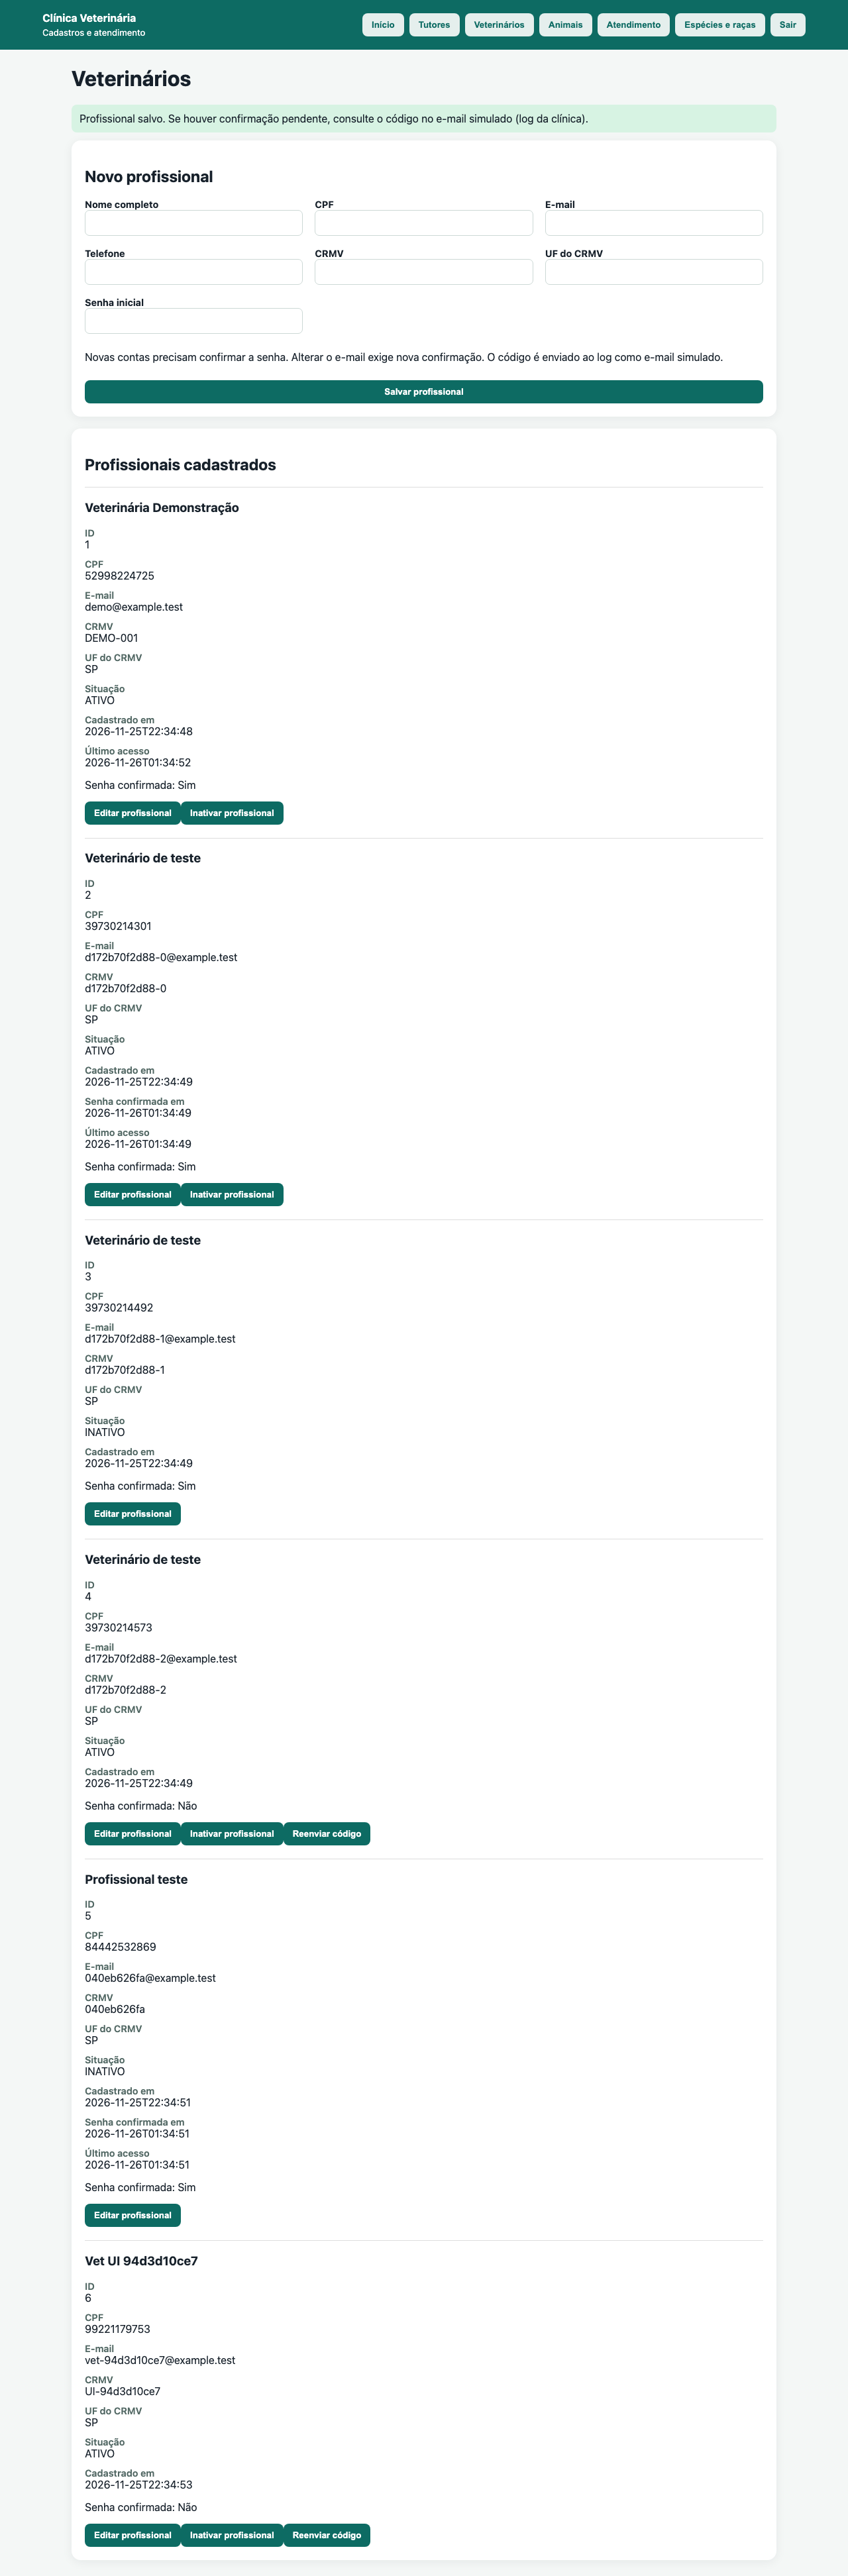 Clínica Veterinária
Cadastros e atendimento
Início
Tutores
Veterinários
Animais
Atendimento
Espécies e raças
Sair
Veterinários
Profissional salvo. Se houver confirmação pendente, consulte o código no e-mail simulado (log da clínica).
Novo profissional
Nome completo
CPF
E-mail
Telefone
CRMV
UF do CRMV
Senha inicial
Novas contas precisam confirmar a senha. Alterar o e-mail exige nova confirmação. O código é enviado ao log como e-mail simulado.
Salvar profissional
Profissionais cadastrados
Veterinária Demonstração
ID
1
CPF
52998224725
E-mail
demo@example.test
CRMV
DEMO-001
UF do CRMV
SP
Situação
ATIVO
Cadastrado em
2026-11-25T22:34:48
Último acesso
2026-11-26T01:34:52
Senha confirmada: Sim
Editar profissional
Inativar profissional
Veterinário de teste
ID
2
CPF
39730214301
E-mail
d172b70f2d88-0@example.test
CRMV
d172b70f2d88-0
UF do CRMV
SP
Situação
ATIVO
Cadastrado em
2026-11-25T22:34:49
Senha confirmada em
2026-11-26T01:34:49
Último acesso
2026-11-26T01:34:49
Senha confirmada: Sim
Editar profissional
Inativar profissional
Veterinário de teste
ID
3
CPF
39730214492
E-mail
d172b70f2d88-1@example.test
CRMV
d172b70f2d88-1
UF do CRMV
SP
Situação
INATIVO
Cadastrado em
2026-11-25T22:34:49
Senha confirmada: Sim
Editar profissional
Veterinário de teste
ID
4
CPF
39730214573
E-mail
d172b70f2d88-2@example.test
CRMV
d172b70f2d88-2
UF do CRMV
SP
Situação
ATIVO
Cadastrado em
2026-11-25T22:34:49
Senha confirmada: Não
Editar profissional
Inativar profissional
Reenviar código
Profissional teste
ID
5
CPF
84442532869
E-mail
040eb626fa@example.test
CRMV
040eb626fa
UF do CRMV
SP
Situação
INATIVO
Cadastrado em
2026-11-25T22:34:51
Senha confirmada em
2026-11-26T01:34:51
Último acesso
2026-11-26T01:34:51
Senha confirmada: Sim
Editar profissional
Vet UI 94d3d10ce7
ID
6
CPF
99221179753
E-mail
vet-94d3d10ce7@example.test
CRMV
UI-94d3d10ce7
UF do CRMV
SP
Situação
ATIVO
Cadastrado em
2026-11-25T22:34:53
Senha confirmada: Não
Editar profissional
Inativar profissional
Reenviar código